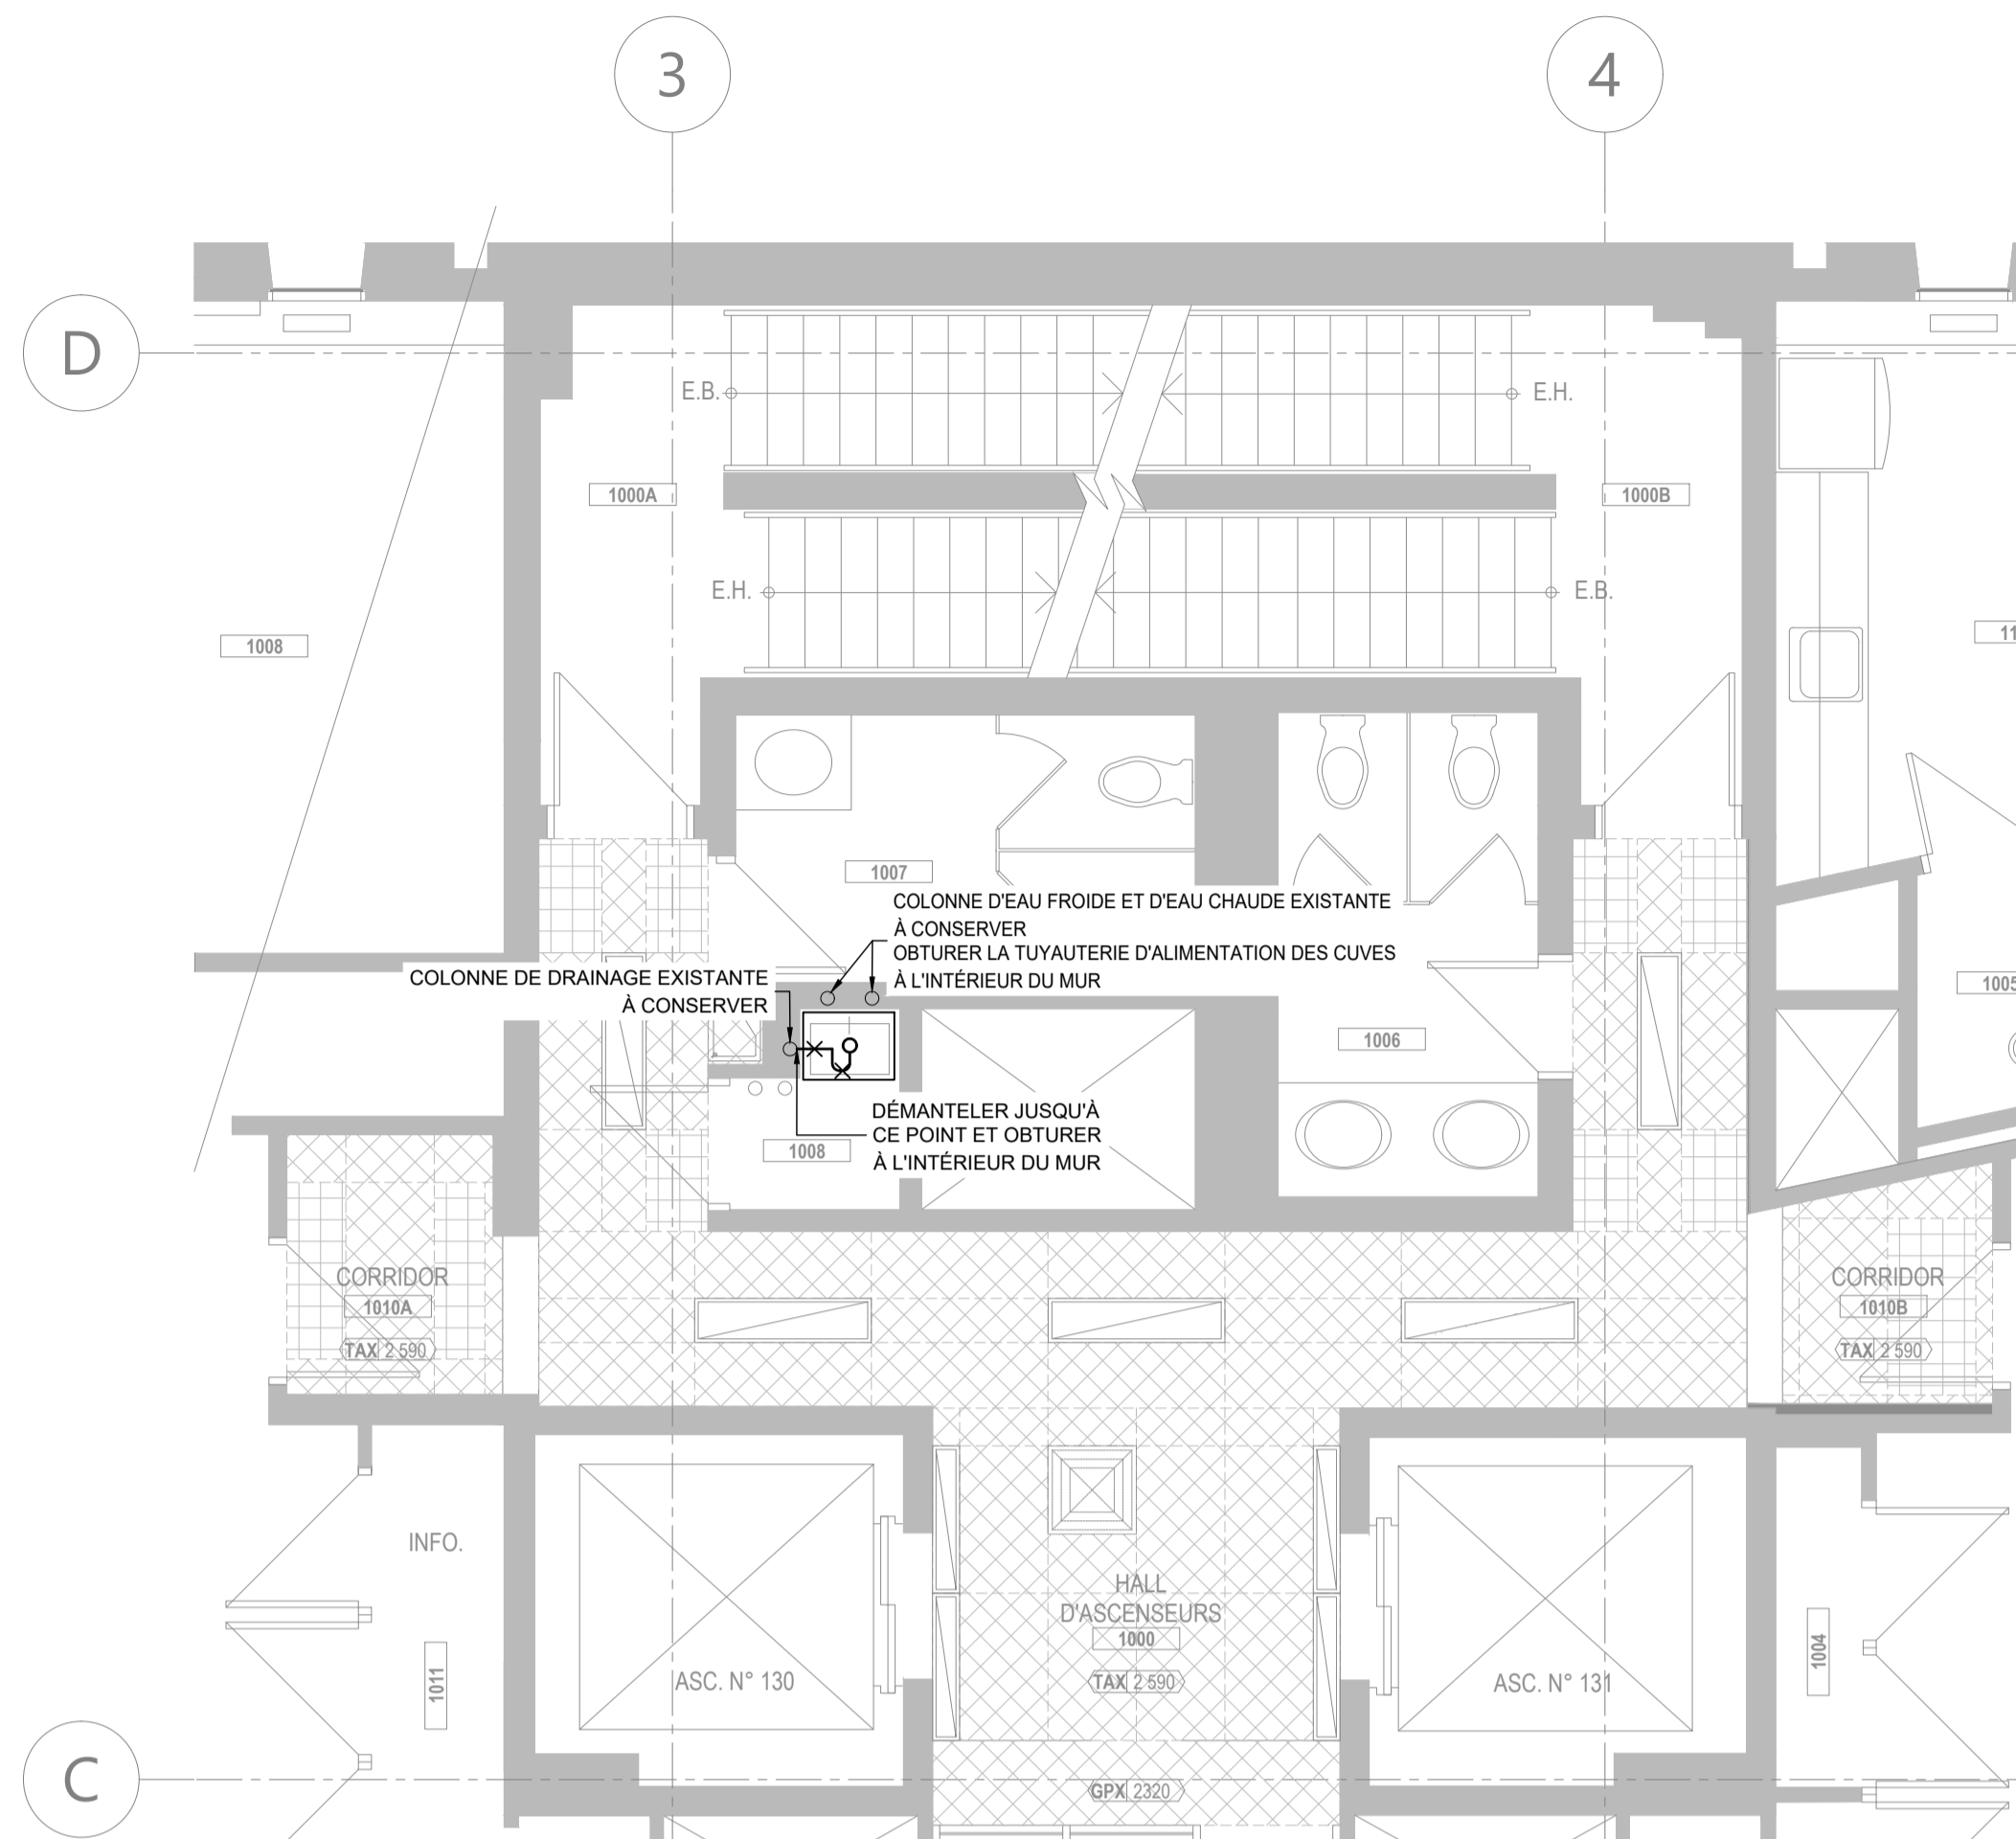 3
4
D
E.B.
E.H.
1000A
1000B
E.H.
E.B.
1008
1007
COLONNE D'EAU FROIDE ET D'EAU CHAUDE EXISTANTE
À CONSERVER
OBTURER LA TUYAUTERIE D'ALIMENTATION DES CUVES
À L'INTÉRIEUR DU MUR
COLONNE DE DRAINAGE EXISTANTE
À CONSERVER
1005
1006
DÉMANTELER JUSQU'À
CE POINT ET OBTURER
À L'INTÉRIEUR DU MUR
1008
CORRIDOR
1010A
TAX 2 590
CORRIDOR
1010B
TAX 2 590
INFO.
1011
HALL
D'ASCENSEURS
1000
TAX 2 590
ASC. N° 130
ASC. N° 131
1004
C
GPX 2320